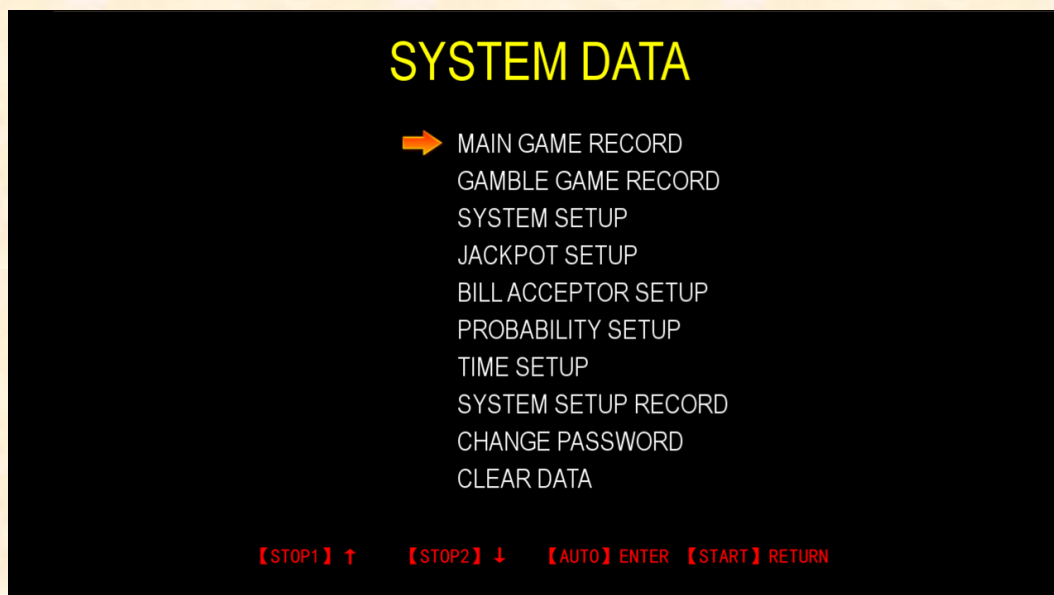 SYSTEM DATA
MAIN GAME RECORD
GAMBLE GAME RECORD
SYSTEM SETUP
JACKPOT SETUP
BILL ACCEPTOR SETUP
PROBABILITY SETUP
TIME SETUP
SYSTEM SETUP RECORD
CHANGE PASSWORD
CLEAR DATA
【STOP1】↑ 【STOP2】↓ 【AUTO】ENTER 【START】RETURN